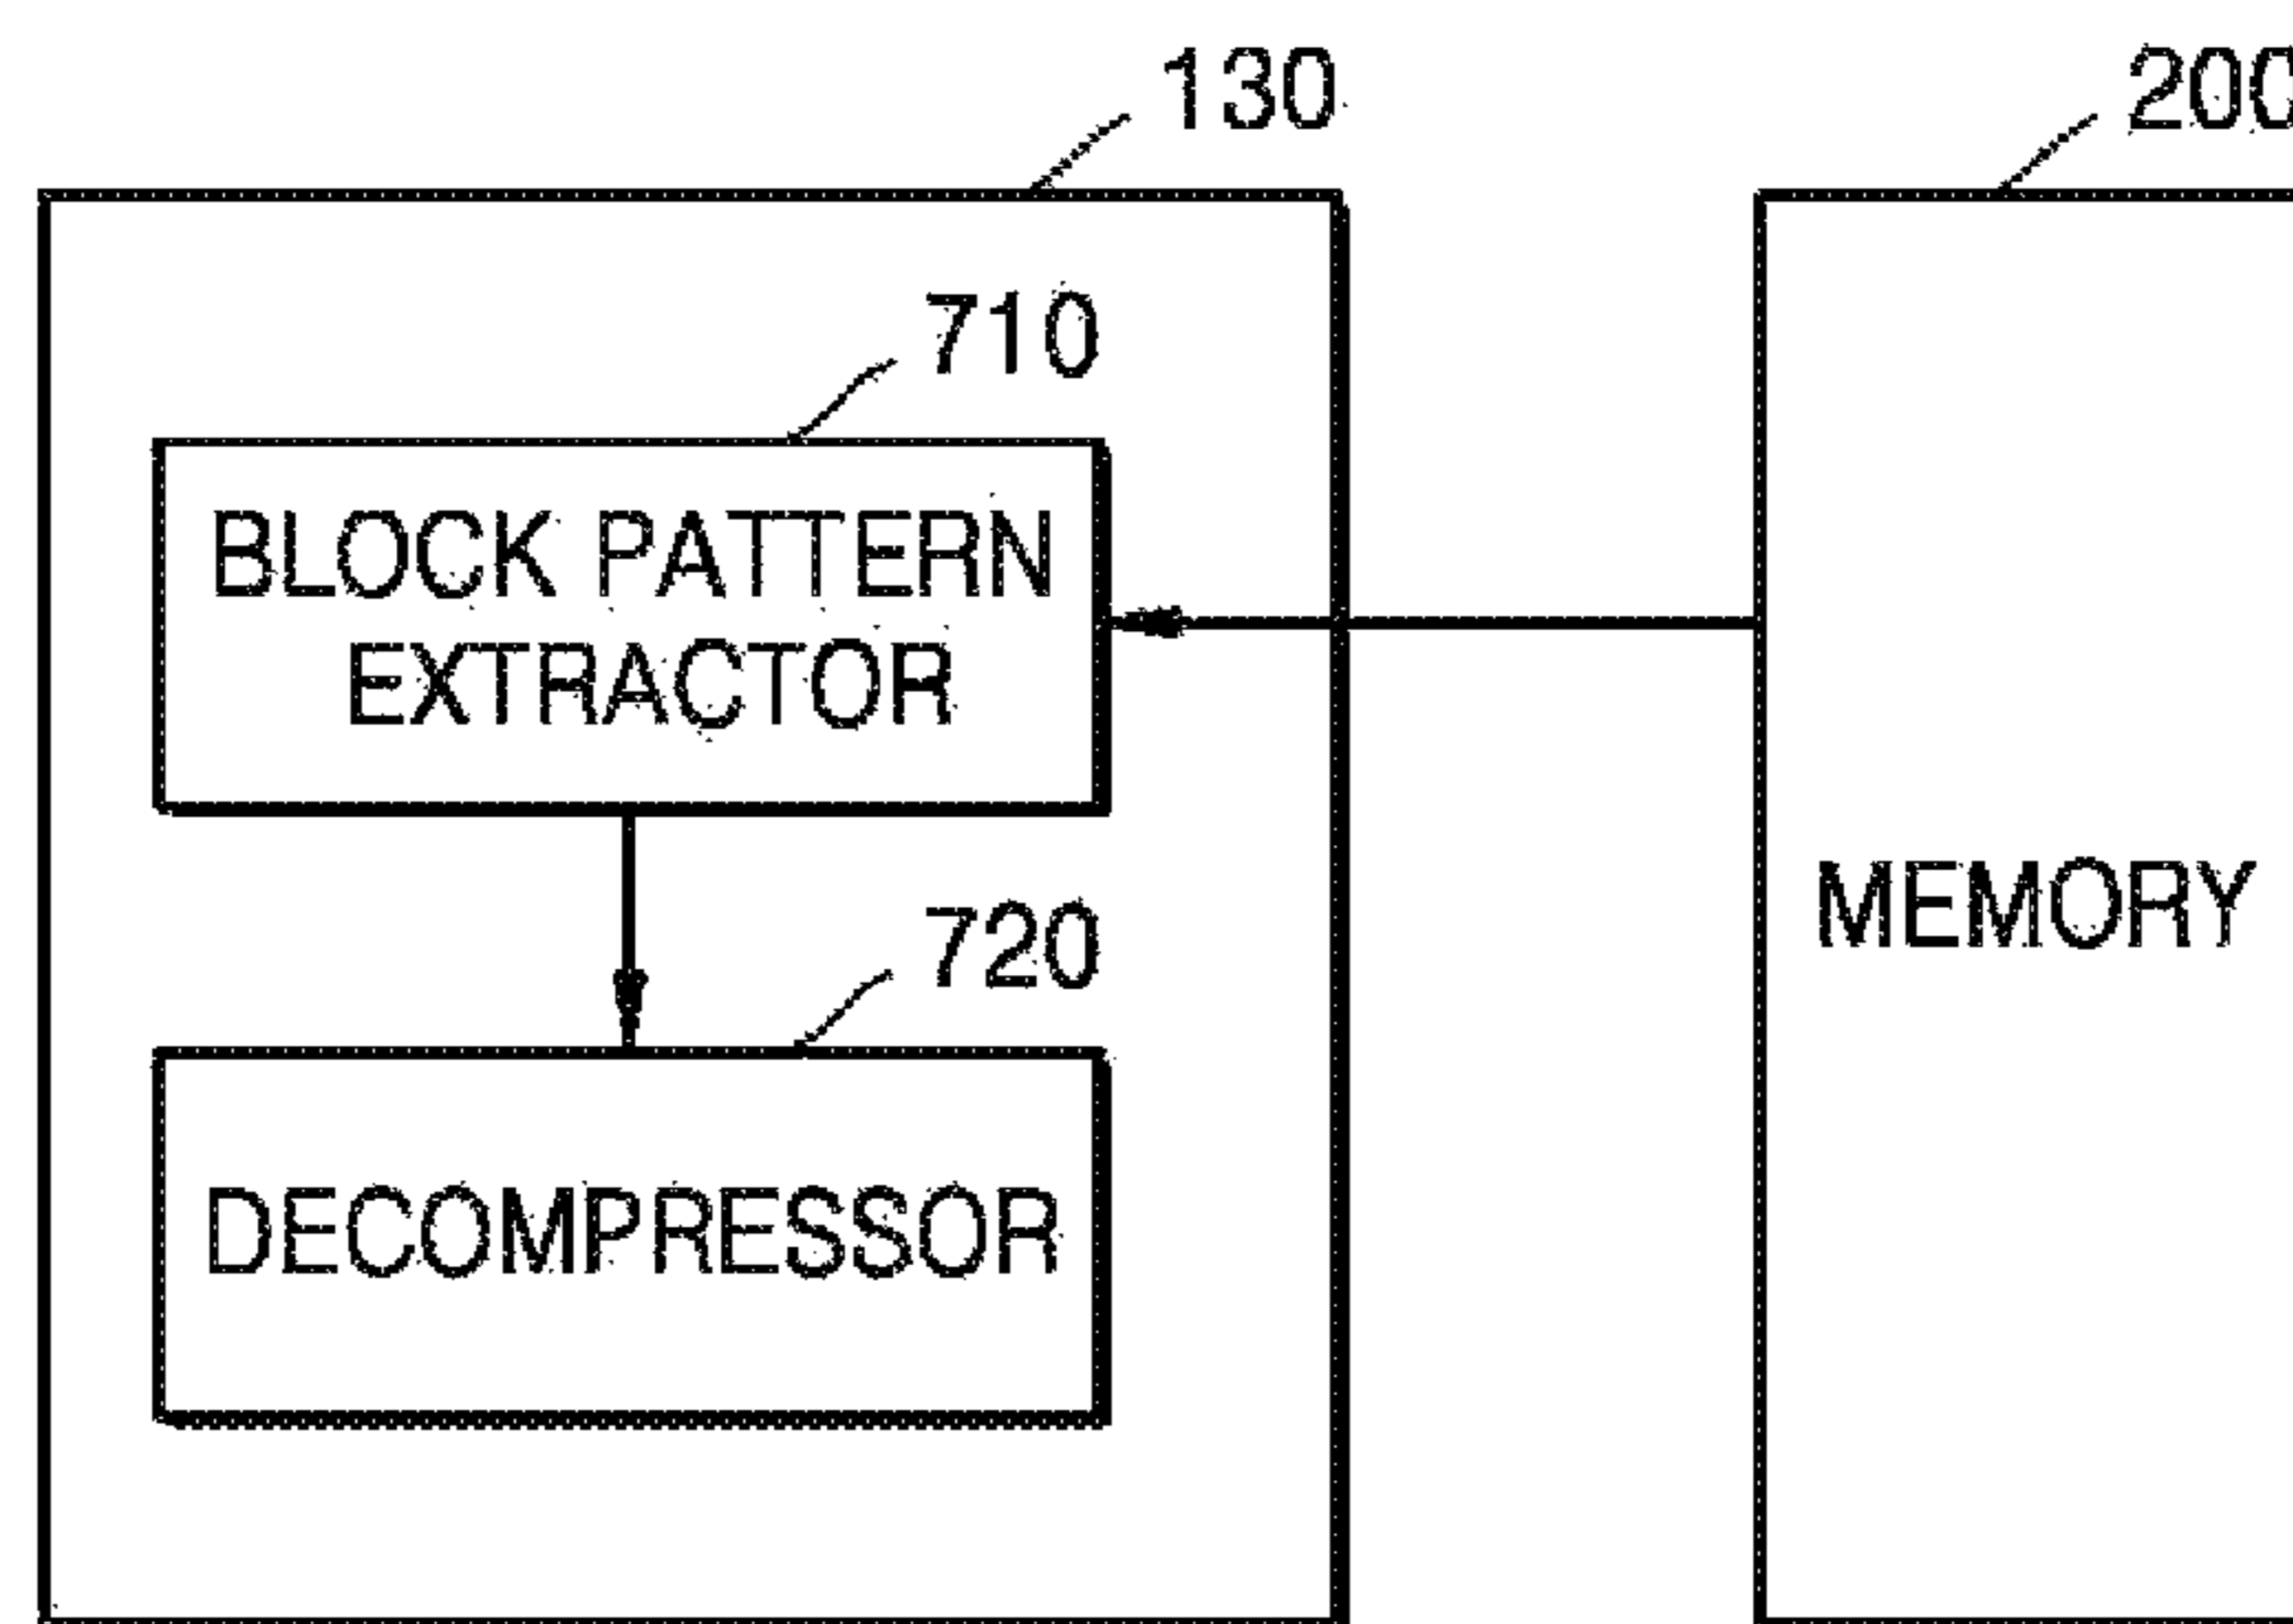 130
200
710
BLOCK PATTERN
EXTRACTOR
MEMORY
720
DECOMPRESSOR